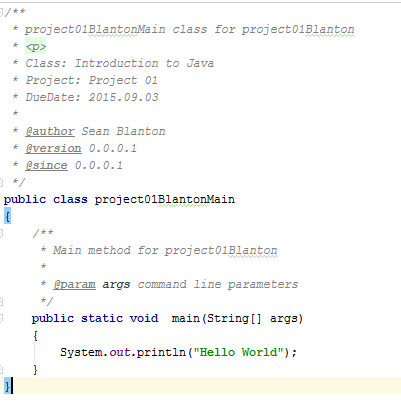 /**
 * project01BlantonMain class for project01Blanton
 * <p>
 * Class: Introduction to Java
 * Project: Project 01
 * DueDate: 2015.09.03
 *
 * @author Sean Blanton
 * @version 0.0.0.1
 * @since 0.0.0.1
 */
public class project01BlantonMain
{
    /**
     * Main method for project01Blanton
     *
     * @param args command line parameters
     */
    public static void  main(String[] args)
    {
        System.out.println("Hello World");
    }
}